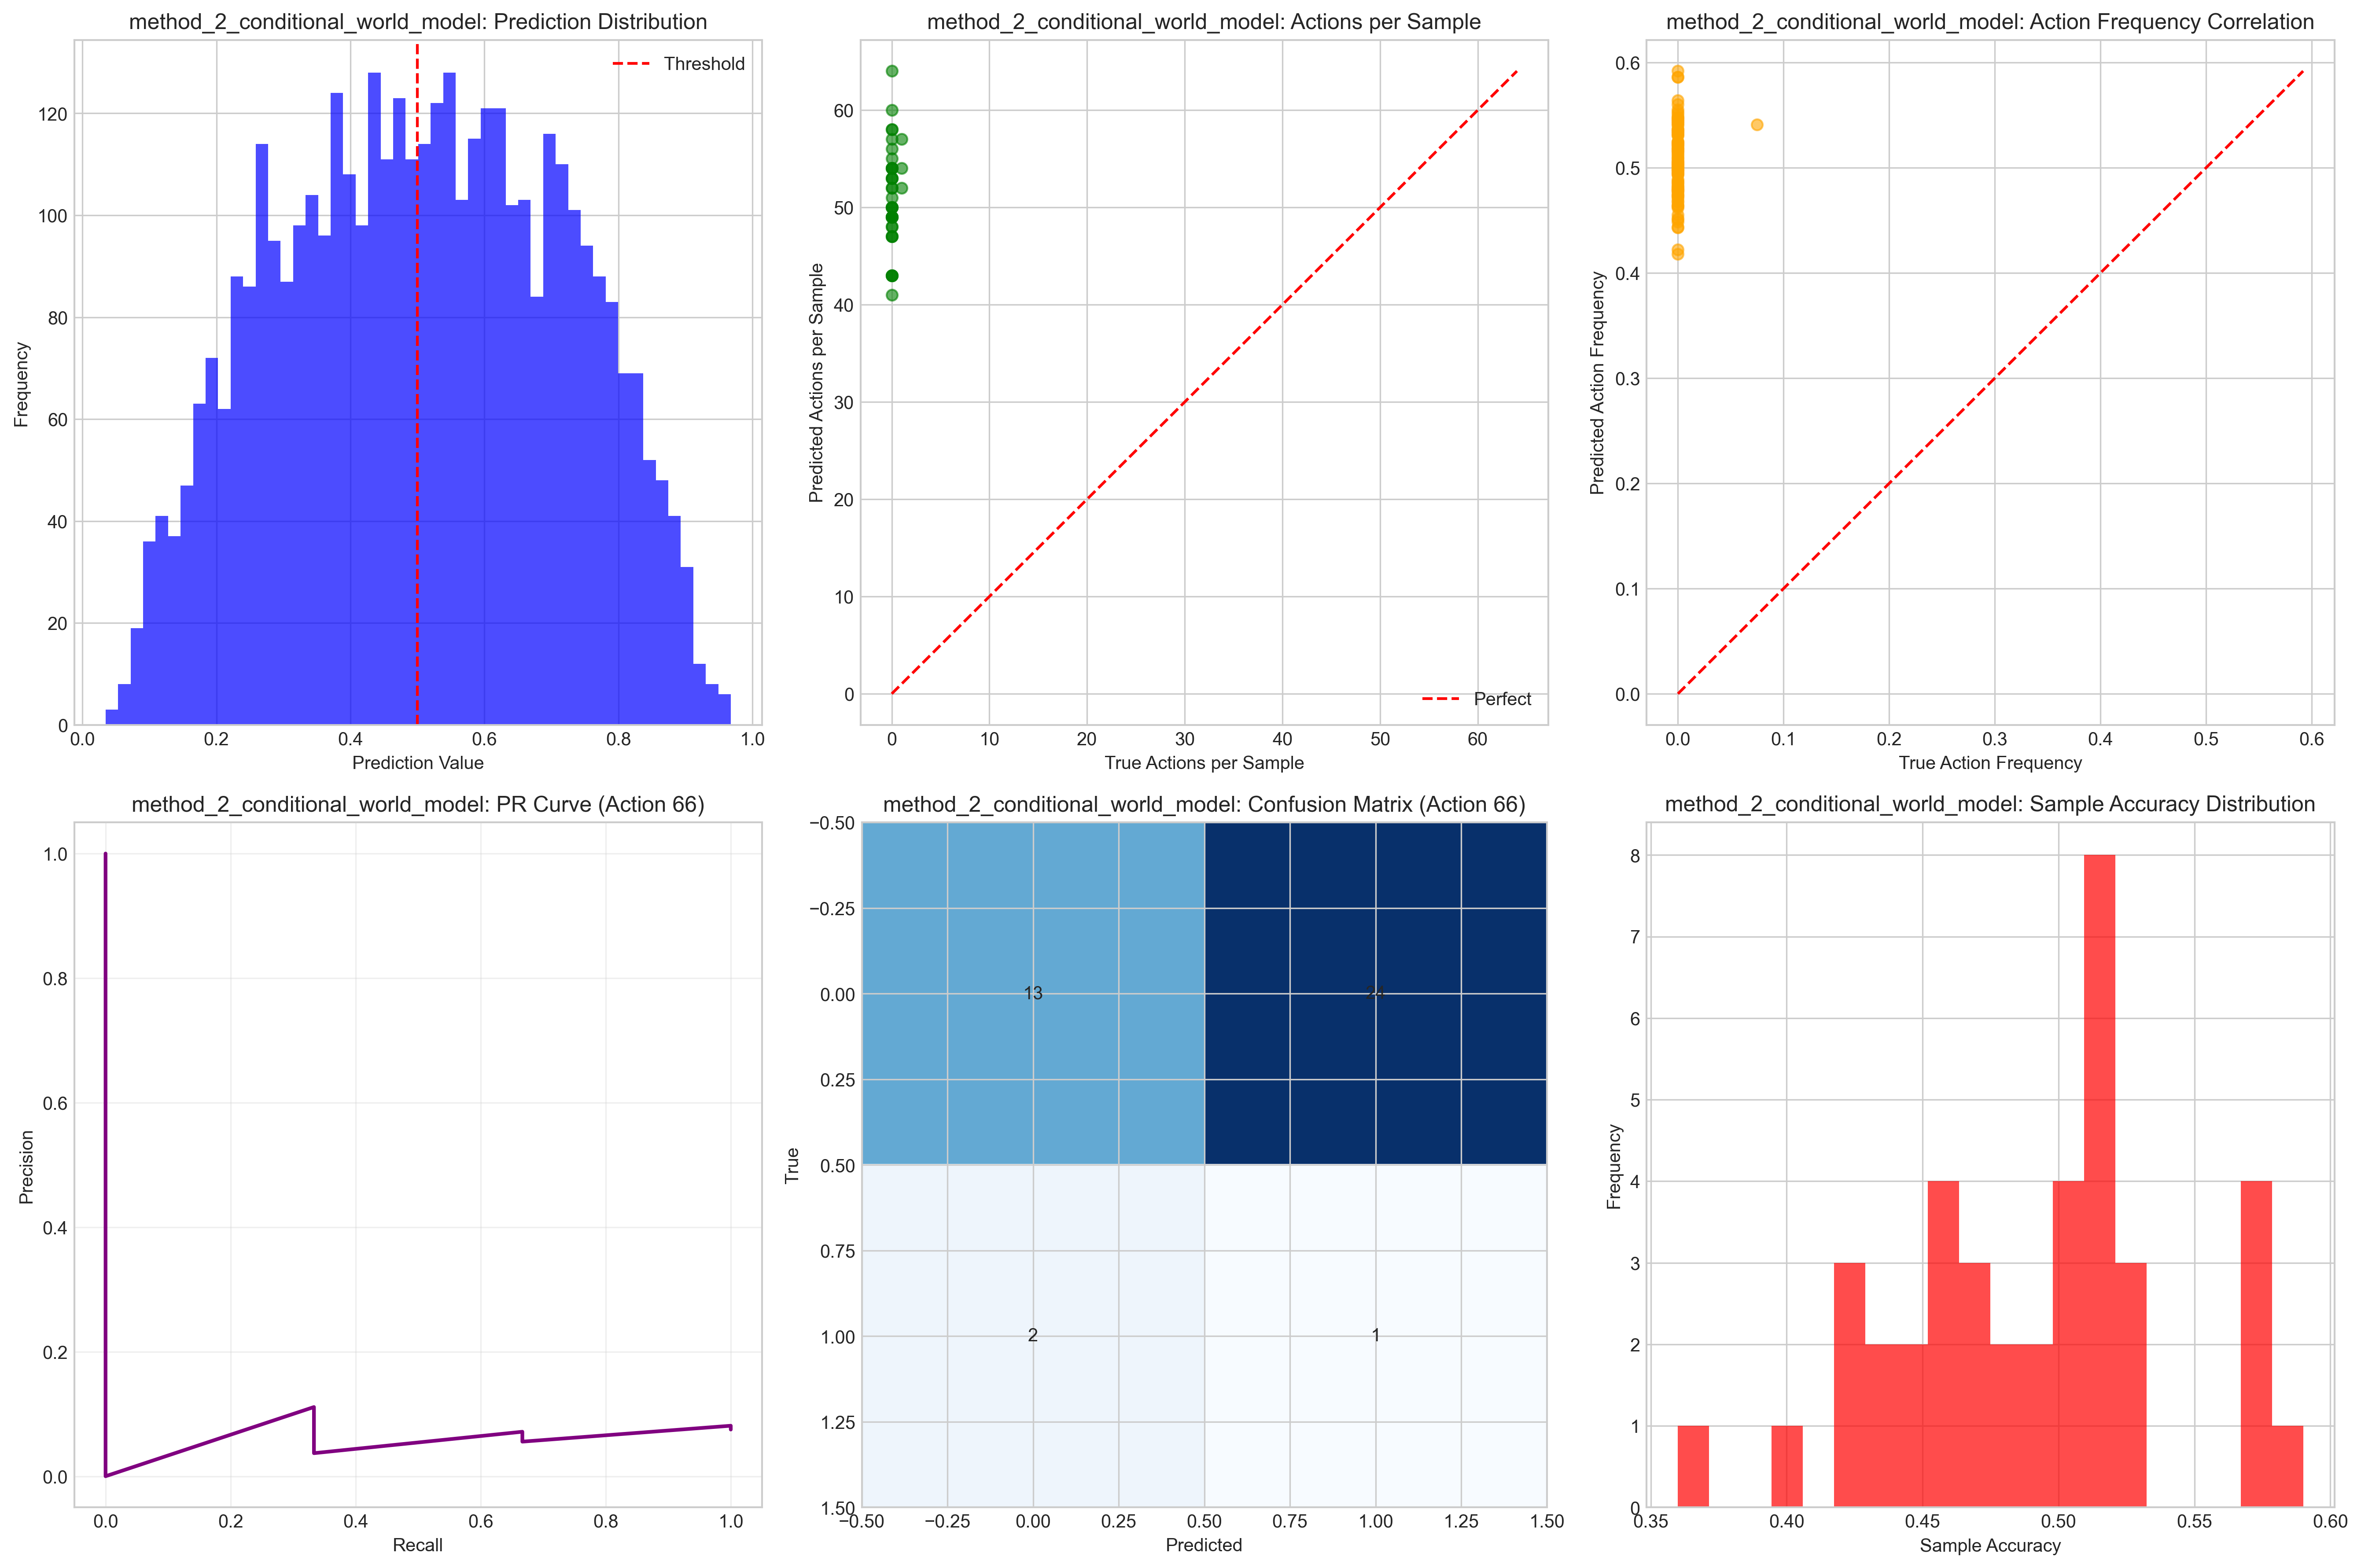 method_2_conditional_world_model: Prediction Distribution
Threshold
Frequency
120
100
80
60
40
20
0
0.0 0.2 0.4 0.6 0.8 1.0
Prediction Value
method_2_conditional_world_model: Actions per Sample
Predicted Actions per Sample
60
50
40
30
20
10
0
Perfect
0 10 20 30 40 50 60
True Actions per Sample
method_2_conditional_world_model: Action Frequency Correlation
Predicted Action Frequency
0.6
0.5
0.4
0.3
0.2
0.1
0.0
0.0 0.1 0.2 0.3 0.4 0.5 0.6
True Action Frequency
method_2_conditional_world_model: PR Curve (Action 66)
Precision
1.0
0.8
0.6
0.4
0.2
0.0
0.0 0.2 0.4 0.6 0.8 1.0
Recall
method_2_conditional_world_model: Confusion Matrix (Action 66)
True
−0.50
−0.25
0.00
0.25
0.50
0.75
1.00
1.25
1.50
13
2 1
−0.50 −0.25 0.00 0.25 0.50 0.75 1.00 1.25 1.50
Predicted
method_2_conditional_world_model: Sample Accuracy Distribution
Frequency
8
7
6
5
4
3
2
1
0
0.35 0.40 0.45 0.50 0.55 0.60
Sample Accuracy